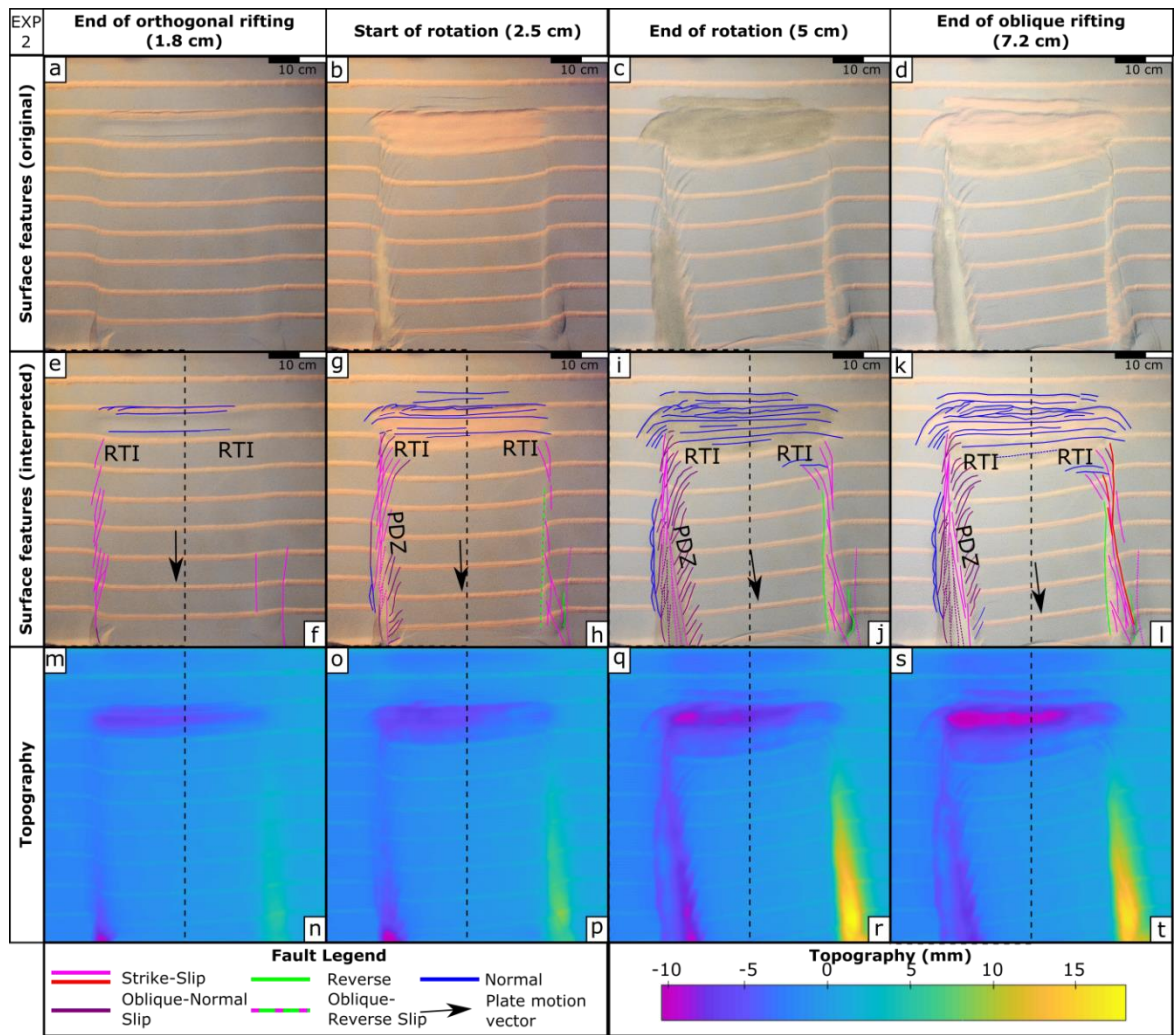 EXP
2
End of orthogonal rifting
(1.8 cm)
Start of rotation (2.5 cm)
End of rotation (5 cm)
End of oblique rifting
(7.2 cm)
Surface features (original)
a
10 cm
b
10 cm
c
10 cm
d
10 cm
Surface features (interpreted)
e
10 cm
g
10 cm
i
10 cm
k
10 cm
RTI
RTI
RTI
RTI
RTI
RTI
RTI
RTI
PDZ
PDZ
PDZ
f
h
j
l
Topography
m
o
q
s
n
p
r
t
Fault Legend
Strike-Slip
Oblique-Normal
Slip
Reverse
Oblique-
Reverse Slip
Normal
Plate motion
vector
Topography (mm)
-10
-5
0
5
10
15